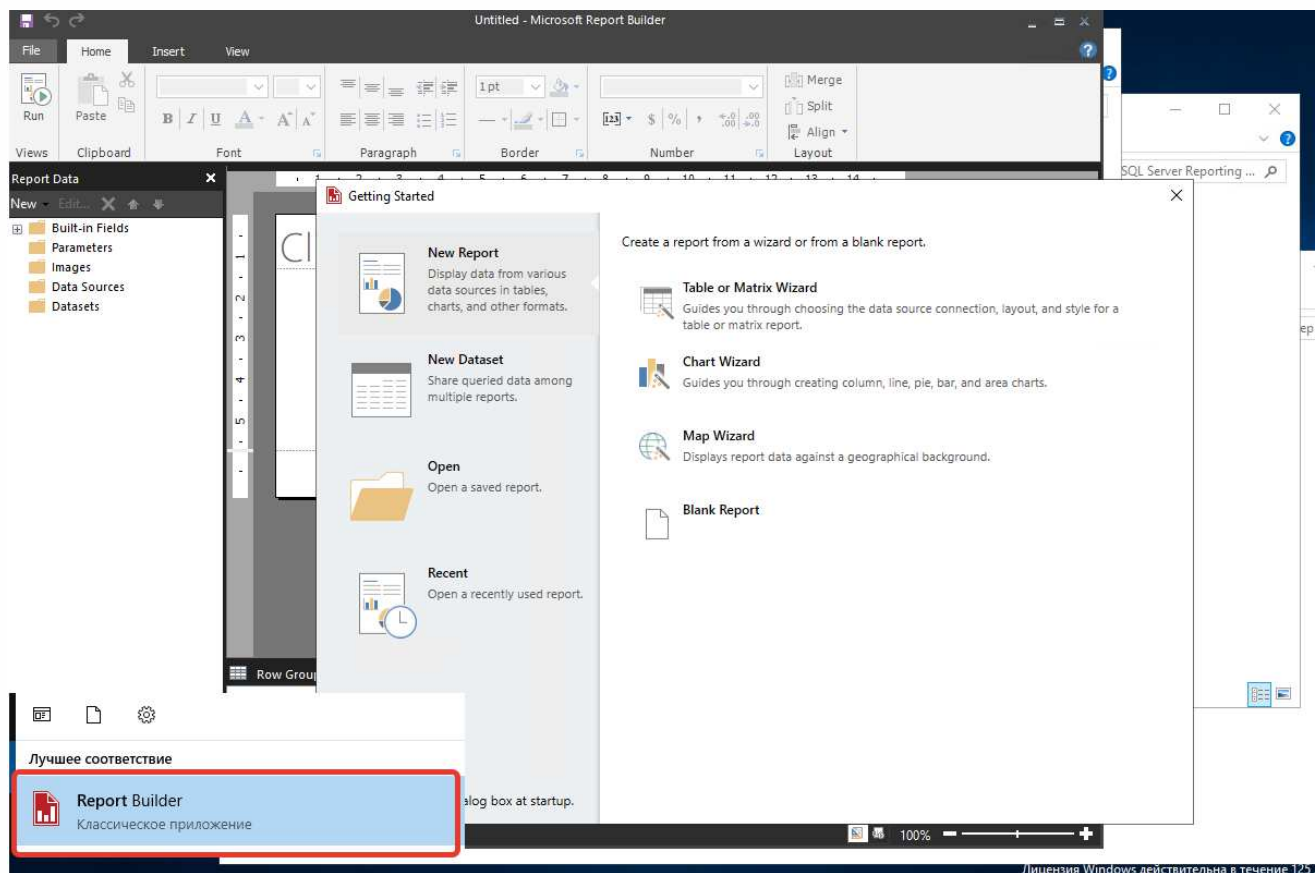 Untitled - Microsoft Report Builder
File Home Insert View
Run
Paste
1pt
B I U A A A
$ % ,
Merge
Split
Align
Views Clipboard Font Paragraph Border Number Layout
SQL Server Reporting ...
Report Data
New Edit...
Built-in Fields
Parameters
Images
Data Sources
Datasets
Getting Started
New Report
Display data from various
data sources in tables,
charts, and other formats.
New Dataset
Share queried data among
multiple reports.
Open
Open a saved report.
Recent
Open a recently used report.
Create a report from a wizard or from a blank report.
Table or Matrix Wizard
Guides you through choosing the data source connection, layout, and style for a
table or matrix report.
Chart Wizard
Guides you through creating column, line, pie, bar, and area charts.
Map Wizard
Displays report data against a geographical background.
Blank Report
alog box at startup.
Row Grou
100%
Лучшее соответствие
Report Builder
Классическое приложение
Лицензия Windows действительна в течение 125